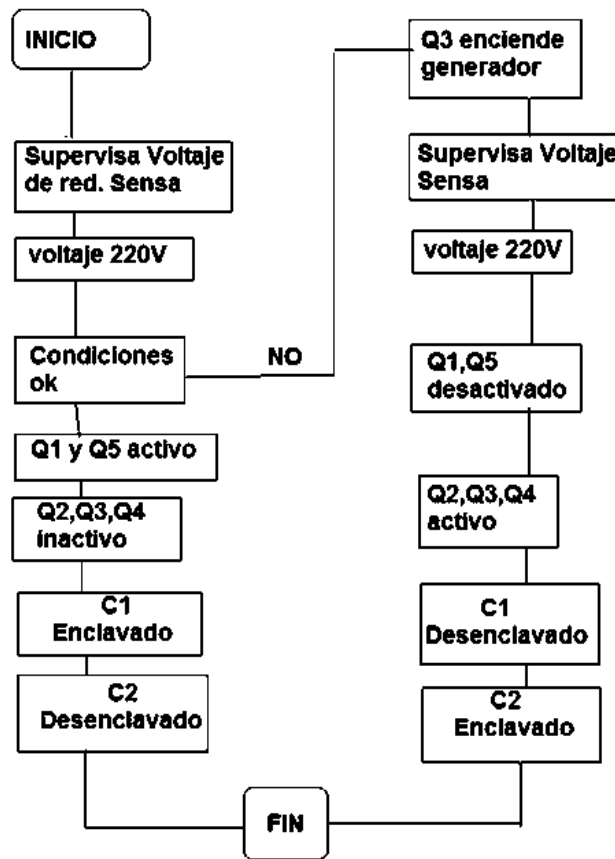 INICIO
Supervisa Voltaje
de red. Sensa
voltaje 220V
Condiciones
ok
NO
Q1 y Q5 activo
Q2,Q3,Q4
inactivo
C1
Enclavado
C2
Desenclavado
Q3 enciende
generador
Supervisa Voltaje
Sensa
voltaje 220V
Q1,Q5
desactivado
Q2,Q3,Q4
activo
C1
Desenclavado
C2
Enclavado
FIN